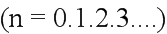 (n = 0.1.2.3....)